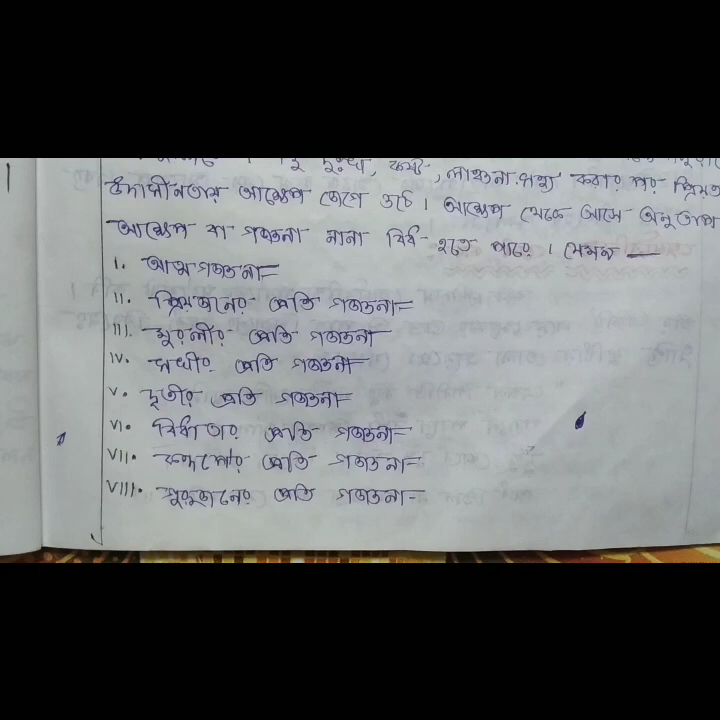 দুঃখ, কষ্ট, লাঞ্ছনা সহ্য করার পর প্রিয়ত
উদাসীনতায় আক্ষেপ জেগে ওঠে। আক্ষেপ থেকে আসে অনুতাপ
আক্ষেপ বা গঞ্জনা নানা বিধ হতে পারে। যেমন —
I. আত্ম গঞ্জনা=
II. প্রিয়জনের প্রতি গঞ্জনা=
III. মুরলীর প্রতি গঞ্জনা
IV. সখীর প্রতি গঞ্জনা=
V. দূতীর প্রতি গঞ্জনা=
VI. বিধাতার প্রতি গঞ্জনা=
VII. কন্দর্পের প্রতি গঞ্জনা=
VIII. গুরুজনের প্রতি গঞ্জনা-